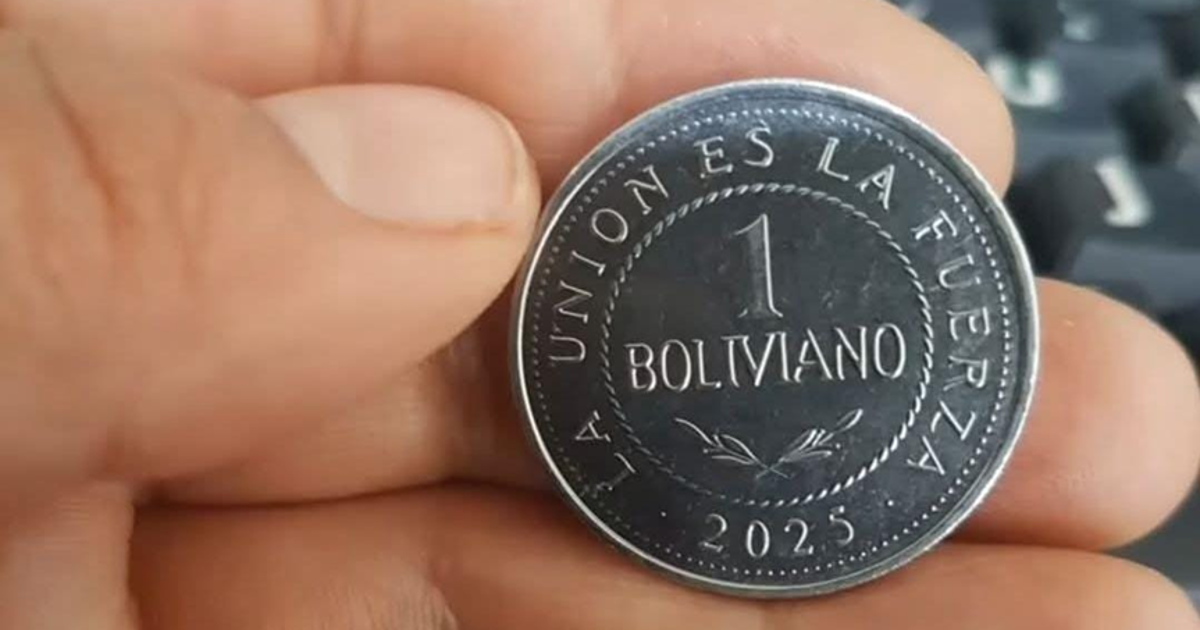 LA UNION ES LA FUERZA
1
BOLIVIANO
2025